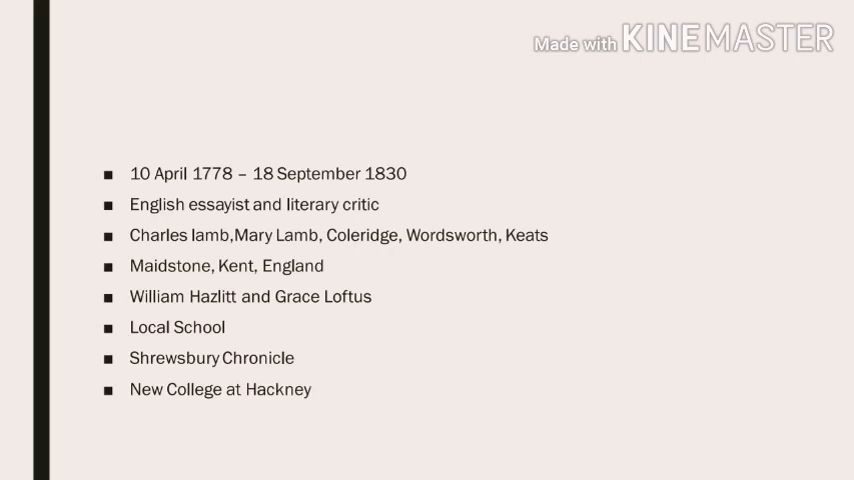 Made with KINEMASTER
■ 10 April 1778 – 18 September 1830
■ English essayist and literary critic
■ Charles lamb,Mary Lamb, Coleridge, Wordsworth, Keats
■ Maidstone, Kent, England
■ William Hazlitt and Grace Loftus
■ Local School
■ Shrewsbury Chronicle
■ New College at Hackney